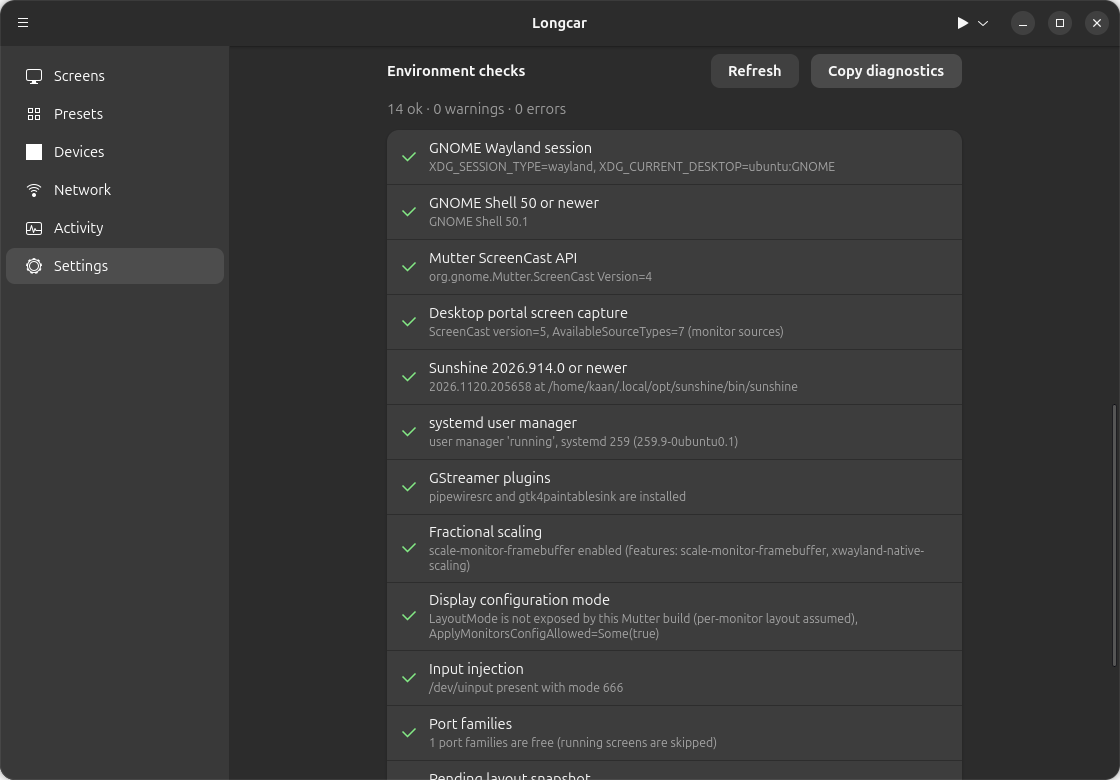 Longcar
Screens
Presets
Devices
Network
Activity
Settings
Environment checks
Refresh
Copy diagnostics
14 ok · 0 warnings · 0 errors
GNOME Wayland session
XDG_SESSION_TYPE=wayland, XDG_CURRENT_DESKTOP=ubuntu:GNOME
GNOME Shell 50 or newer
GNOME Shell 50.1
Mutter ScreenCast API
org.gnome.Mutter.ScreenCast Version=4
Desktop portal screen capture
ScreenCast version=5, AvailableSourceTypes=7 (monitor sources)
Sunshine 2026.914.0 or newer
2026.1120.205658 at /home/kaan/.local/opt/sunshine/bin/sunshine
systemd user manager
user manager 'running', systemd 259 (259.9-0ubuntu0.1)
GStreamer plugins
pipewiresrc and gtk4paintablesink are installed
Fractional scaling
scale-monitor-framebuffer enabled (features: scale-monitor-framebuffer, xwayland-native-
scaling)
Display configuration mode
LayoutMode is not exposed by this Mutter build (per-monitor layout assumed),
ApplyMonitorsConfigAllowed=Some(true)
Input injection
/dev/uinput present with mode 666
Port families
1 port families are free (running screens are skipped)
Pending layout snapshot